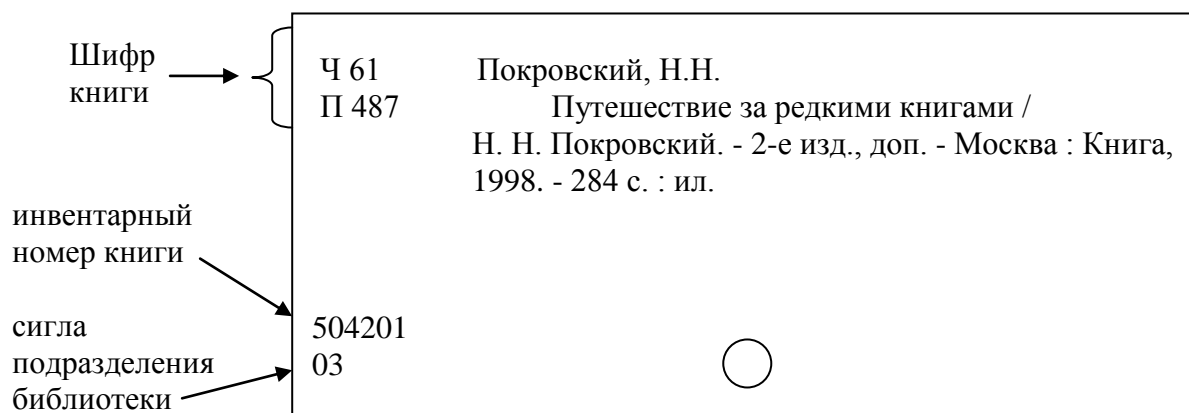 Шифр
книги
Ч 61 Покровский, Н.Н.
П 487 Путешествие за редкими книгами /
Н. Н. Покровский. - 2-е изд., доп. - Москва : Книга,
1998. - 284 с. : ил.
инвентарный
номер книги
504201
сигла
подразделения
библиотеки
03